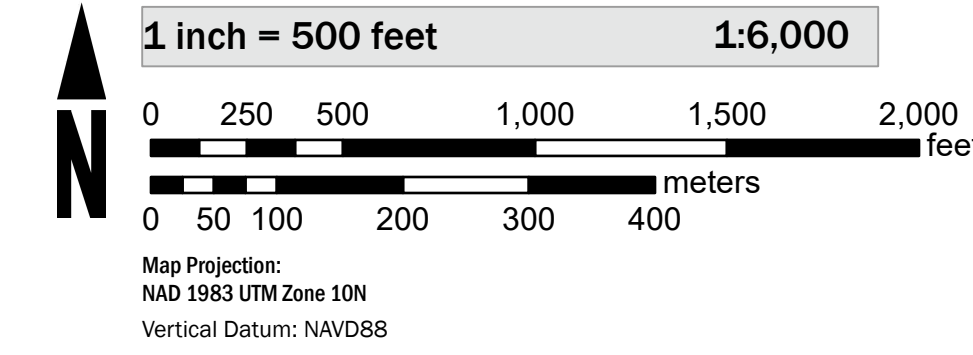 1 inch = 500 feet 1:6,000
0 250 500 1,000 1,500 2,000
feet
meters
0 50 100 200 300 400
N
Map Projection:
NAD 1983 UTM Zone 10N
Vertical Datum: NAVD88